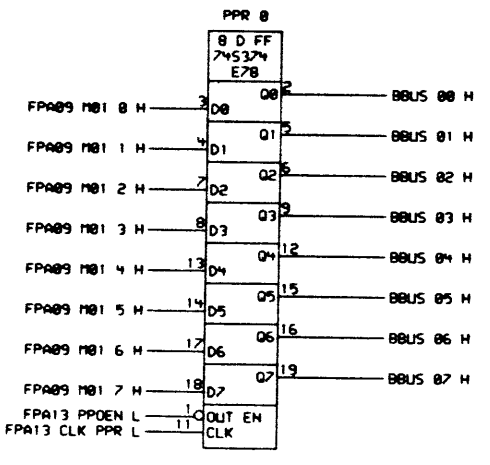 PPR 0
8 D FF
74S374
E78
FPA09 M01 0 H 3 D0 Q0 2 BBUS 00 H
FPA09 M01 1 H 4 D1 Q1 5 BBUS 01 H
FPA09 M01 2 H 7 D2 Q2 6 BBUS 02 H
FPA09 M01 3 H 8 D3 Q3 9 BBUS 03 H
FPA09 M01 4 H 13 D4 Q4 12 BBUS 04 H
FPA09 M01 5 H 14 D5 Q5 15 BBUS 05 H
FPA09 M01 6 H 17 D6 Q6 16 BBUS 06 H
FPA09 M01 7 H 18 D7 Q7 19 BBUS 07 H
FPA13 PPOEN L 1 OUT EN
FPA13 CLK PPR L 11 CLK